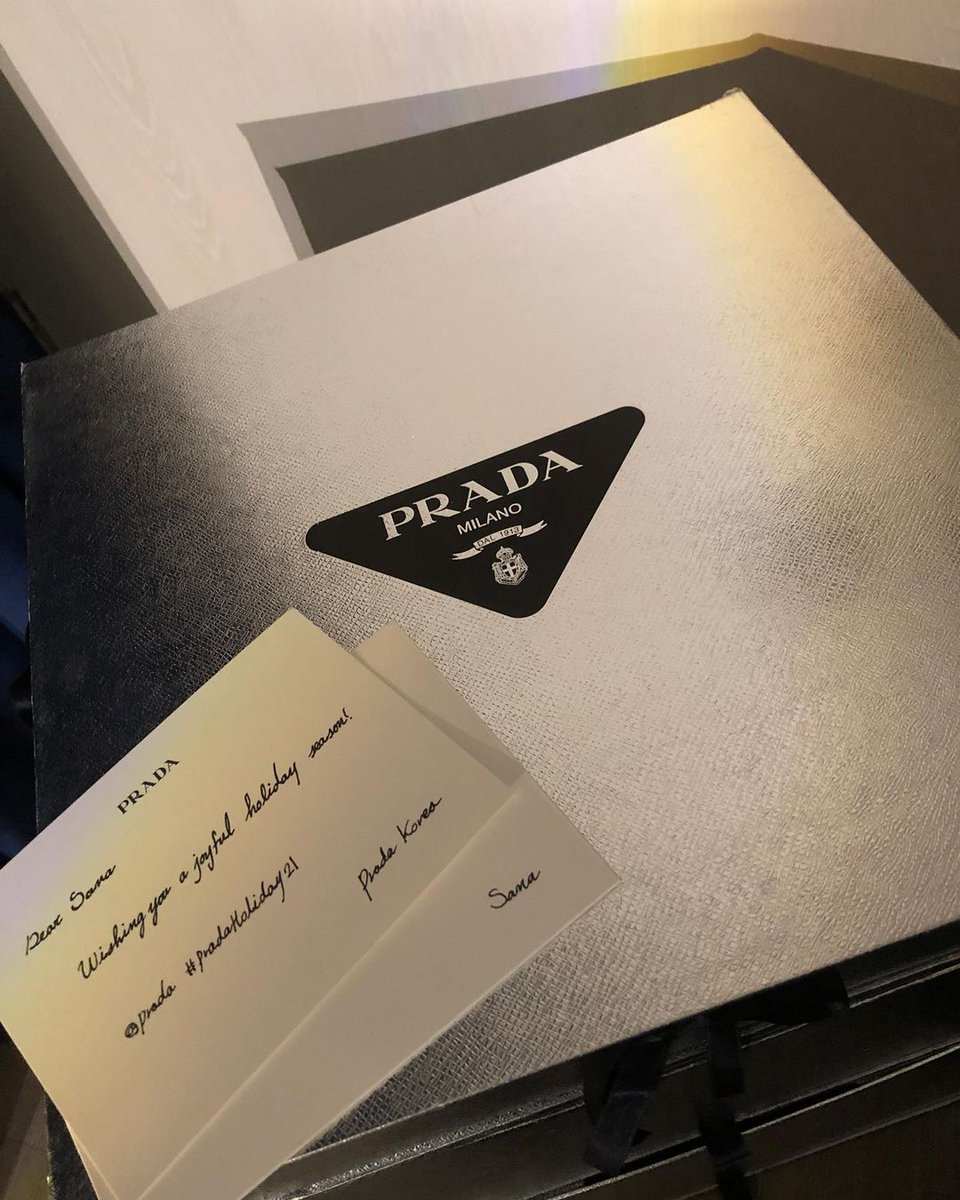 PRADA
MILANO
DAL 1913
PRADA
Dear Sana
Wishing you a joyful holiday season!
@prada #pradaHoliday21
Prada Korea
Sana